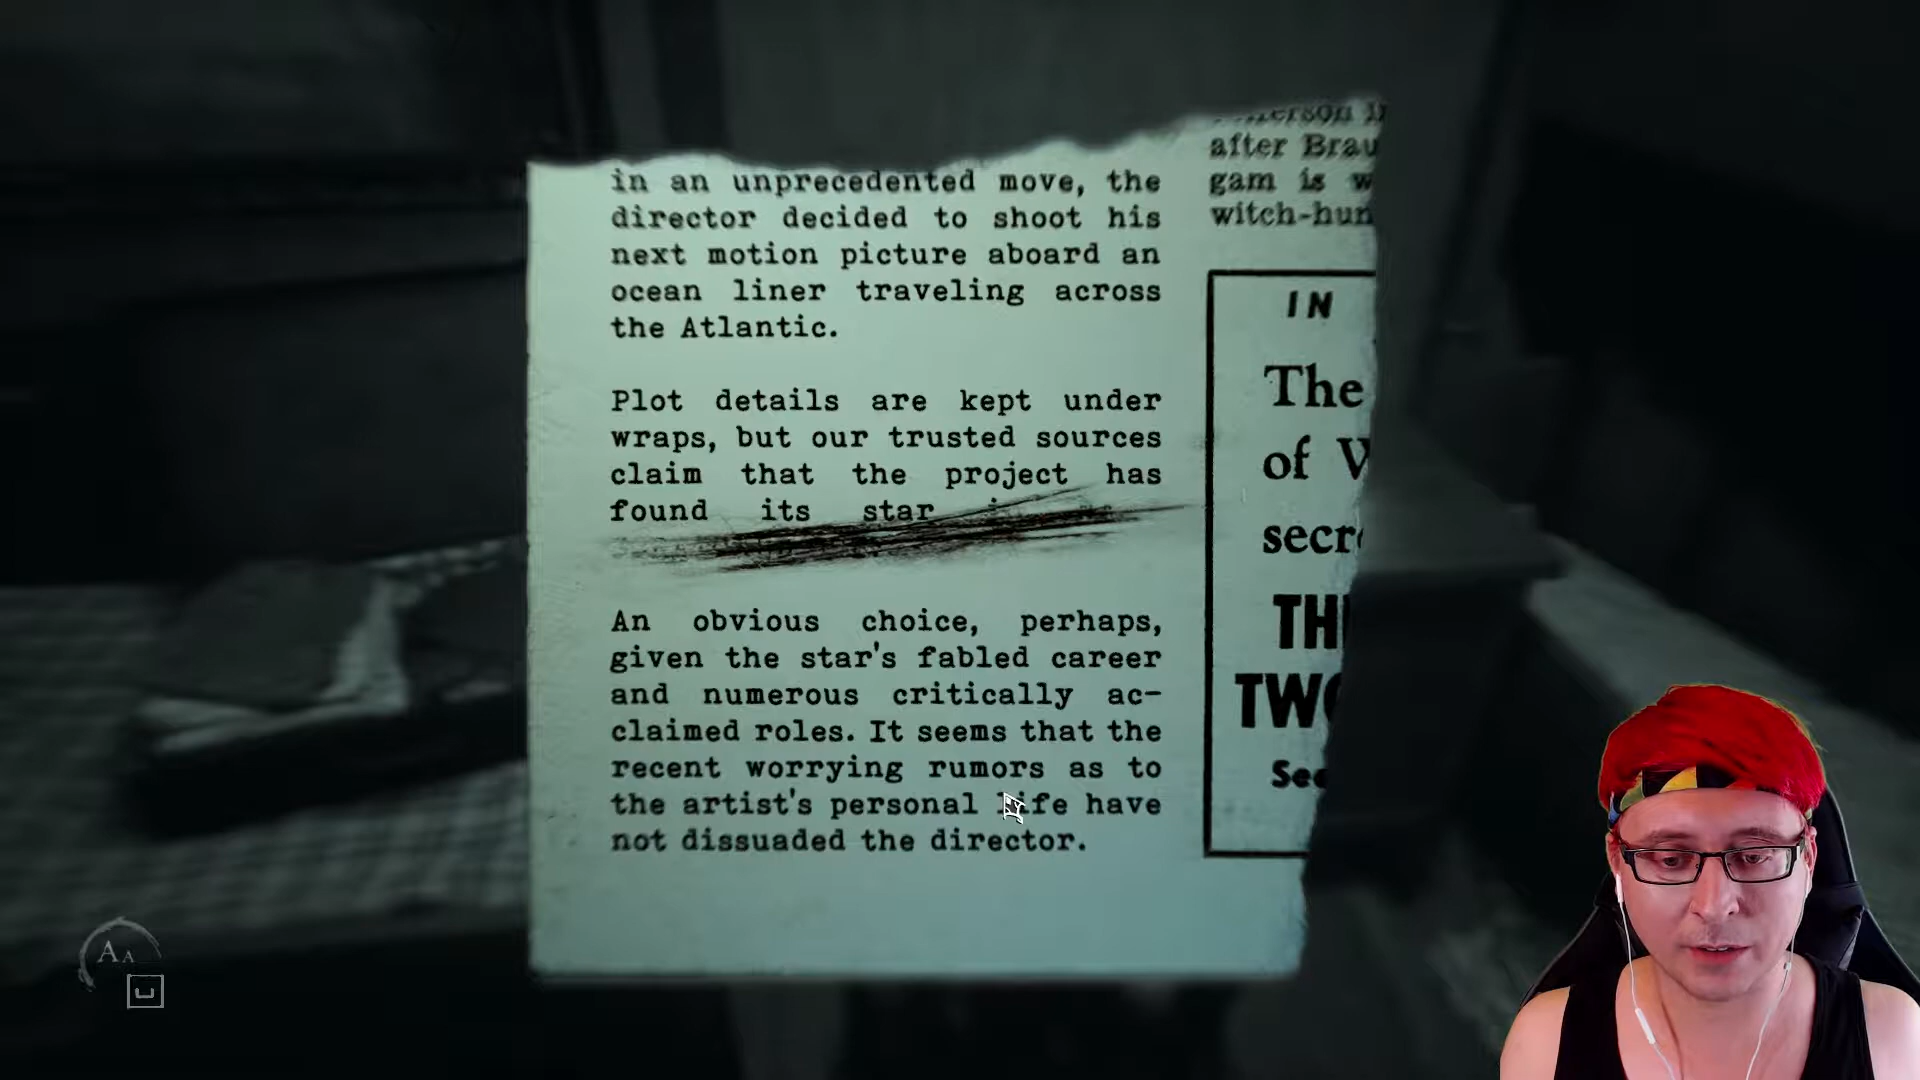 in an unprecedented move, the
director decided to shoot his
next motion picture aboard an
ocean liner traveling across
the Atlantic.
Plot details are kept under
wraps, but our trusted sources
claim that the project has
found its star
An obvious choice, perhaps,
given the star's fabled career
and numerous critically ac-
claimed roles. It seems that the
recent worrying rumors as to
the artist's personal life have
not dissuaded the director.
after Brau
gam is w
witch-hun
IN
The
of
secr
TH
TWO
See
AA